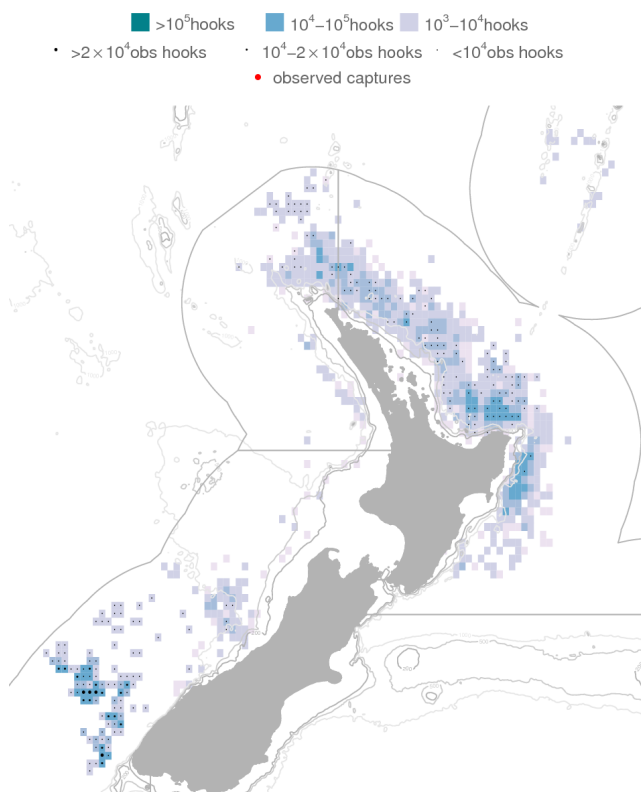 >10⁵hooks 10⁴–10⁵hooks 10³–10⁴hooks
>2×10⁴obs hooks 10⁴–2×10⁴obs hooks <10⁴obs hooks
observed captures